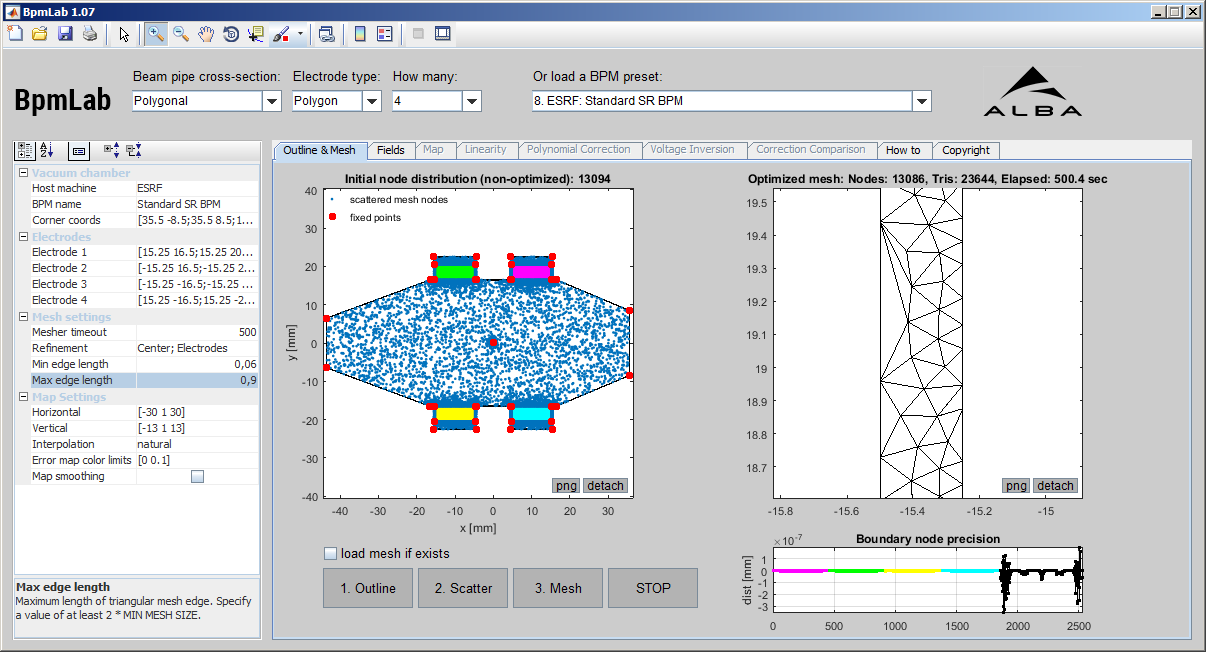 BpmLab 1.07
Beam pipe cross-section: Electrode type: How many: Or load a BPM preset:
BpmLab Polygonal Polygon 4 8. ESRF: Standard SR BPM
ALBA
Outline & Mesh Fields Map Linearity Polynomial Correction Voltage Inversion Correction Comparison How to Copyright
Vacuum chamber
Host machine ESRF
BPM name Standard SR BPM
Corner coords [35.5 -8.5;35.5 8.5;1...
Electrodes
Electrode 1 [15.25 16.5;15.25 20...
Electrode 2 [-15.25 16.5;-15.25 2...
Electrode 3 [-15.25 -16.5;-15.25 ...
Electrode 4 [15.25 -16.5;15.25 -2...
Mesh settings
Mesher timeout 500
Refinement Center; Electrodes
Min edge length 0,06
Max edge length 0,9
Map Settings
Horizontal [-30 1 30]
Vertical [-13 1 13]
Interpolation natural
Error map color limits [0 0.1]
Map smoothing
Max edge length
Maximum length of triangular mesh edge. Specify
a value of at least 2 * MIN MESH SIZE.
Initial node distribution (non-optimized): 13094
scattered mesh nodes
fixed points
40
30
20
10
0
-10
-20
-30
-40
y [mm]
-40 -30 -20 -10 0 10 20 30
x [mm]
png detach
load mesh if exists
1. Outline 2. Scatter 3. Mesh STOP
Optimized mesh: Nodes: 13086, Tris: 23644, Elapsed: 500.4 sec
19.5
19.4
19.3
19.2
19.1
19
18.9
18.8
18.7
png detach
-15.8 -15.6 -15.4 -15.2 -15
×10-7 Boundary node precision
1
0
-1
-2
-3
dist [mm]
0 500 1000 1500 2000 2500